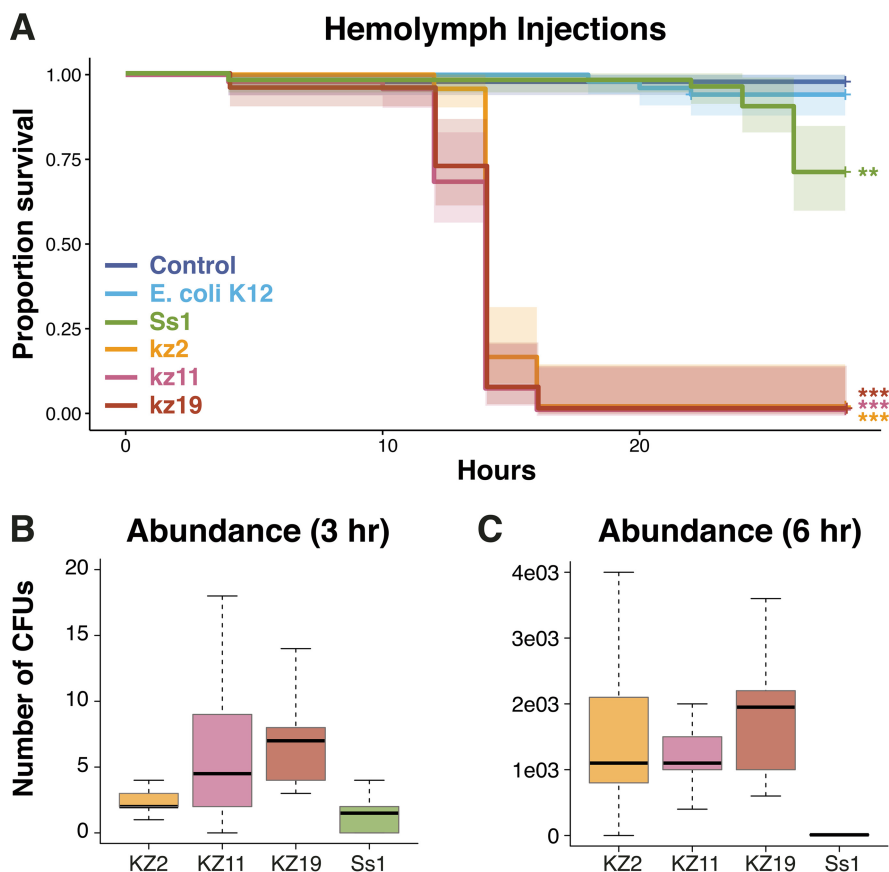 A
Hemolymph Injections
Proportion survival
1.00
0.75
0.50
0.25
0.00
Control
E. coli K12
Ss1
kz2
kz11
kz19
**
***
***
***
0 10 20
Hours
B
Abundance (3 hr)
Number of CFUs
20
15
10
5
0
KZ2 KZ11 KZ19 Ss1
C
Abundance (6 hr)
4e03
3e03
2e03
1e03
0
KZ2 KZ11 KZ19 Ss1